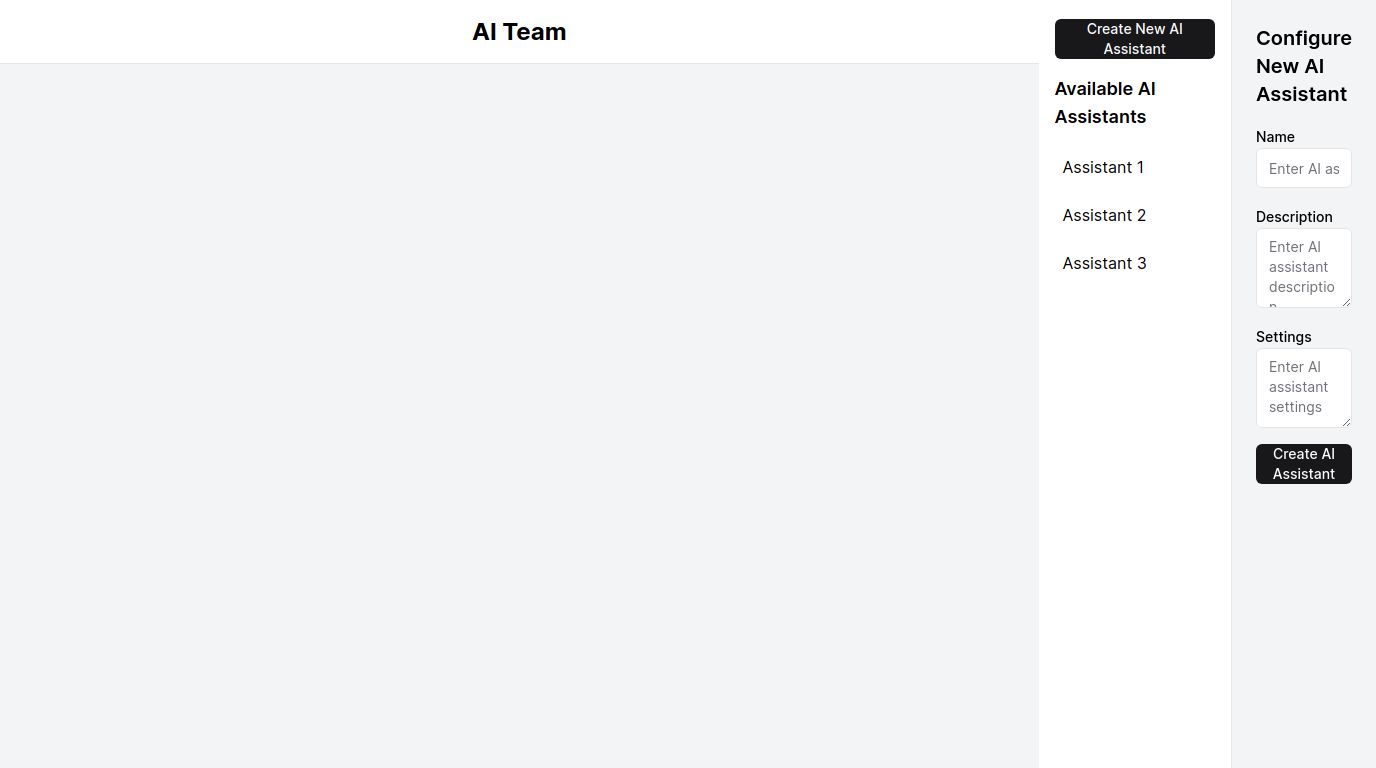 AI Team
Create New AI
Assistant
Available AI
Assistants
Assistant 1
Assistant 2
Assistant 3
Configure
New AI
Assistant
Name
Enter AI as
Description
Enter AI
assistant
descriptio
n
Settings
Enter AI
assistant
settings
Create AI
Assistant